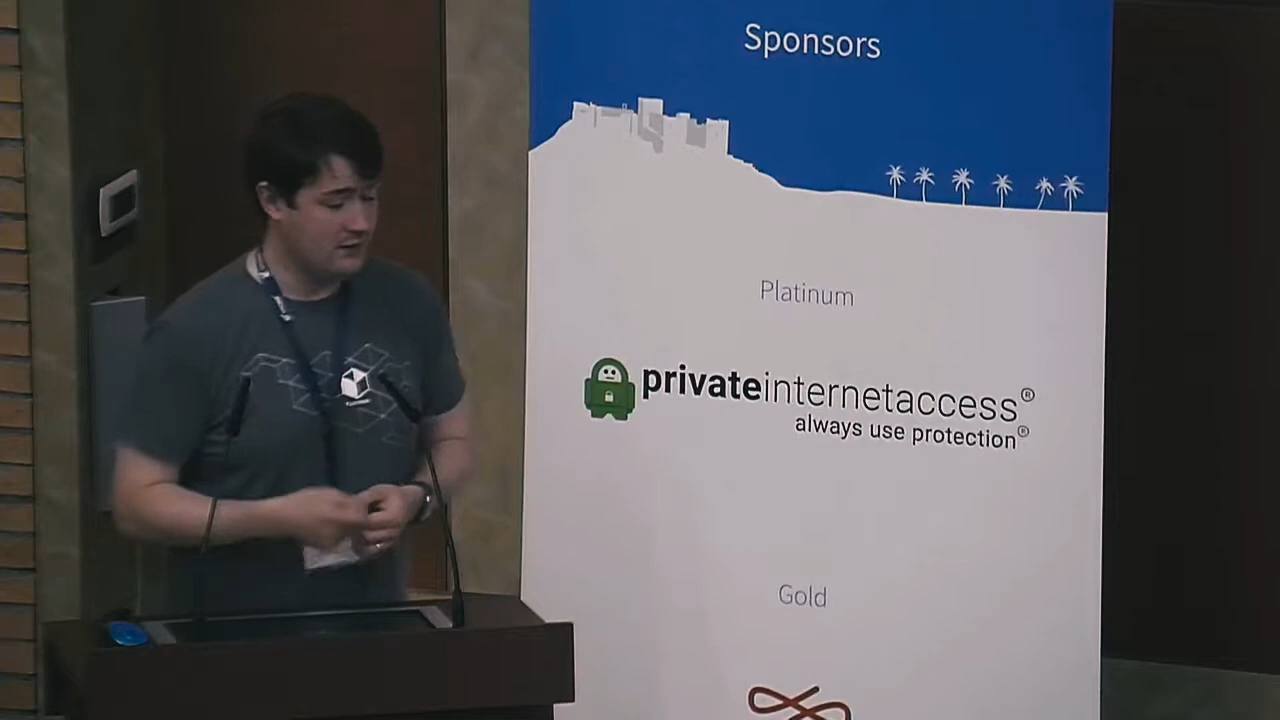 Sponsors
Platinum
privateinternetaccess®
always use protection®
Gold